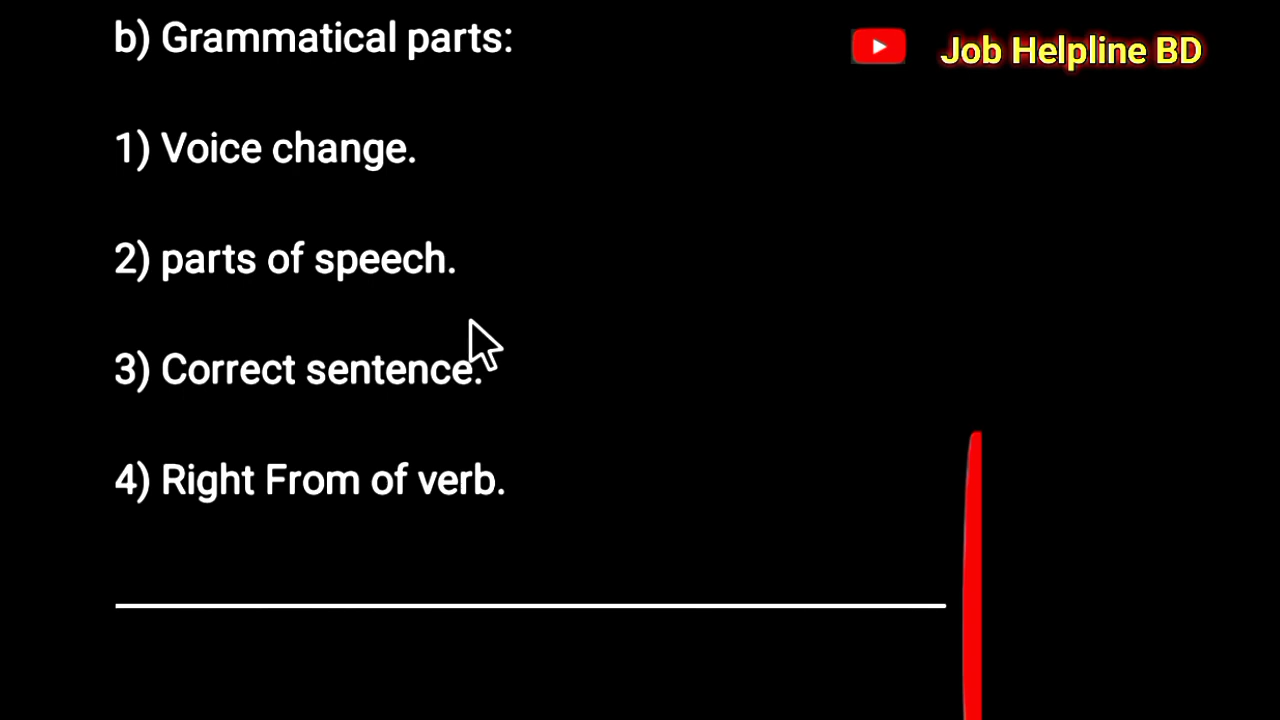 b) Grammatical parts:
Job Helpline BD
1) Voice change.
2) parts of speech.
3) Correct sentence.
4) Right From of verb.